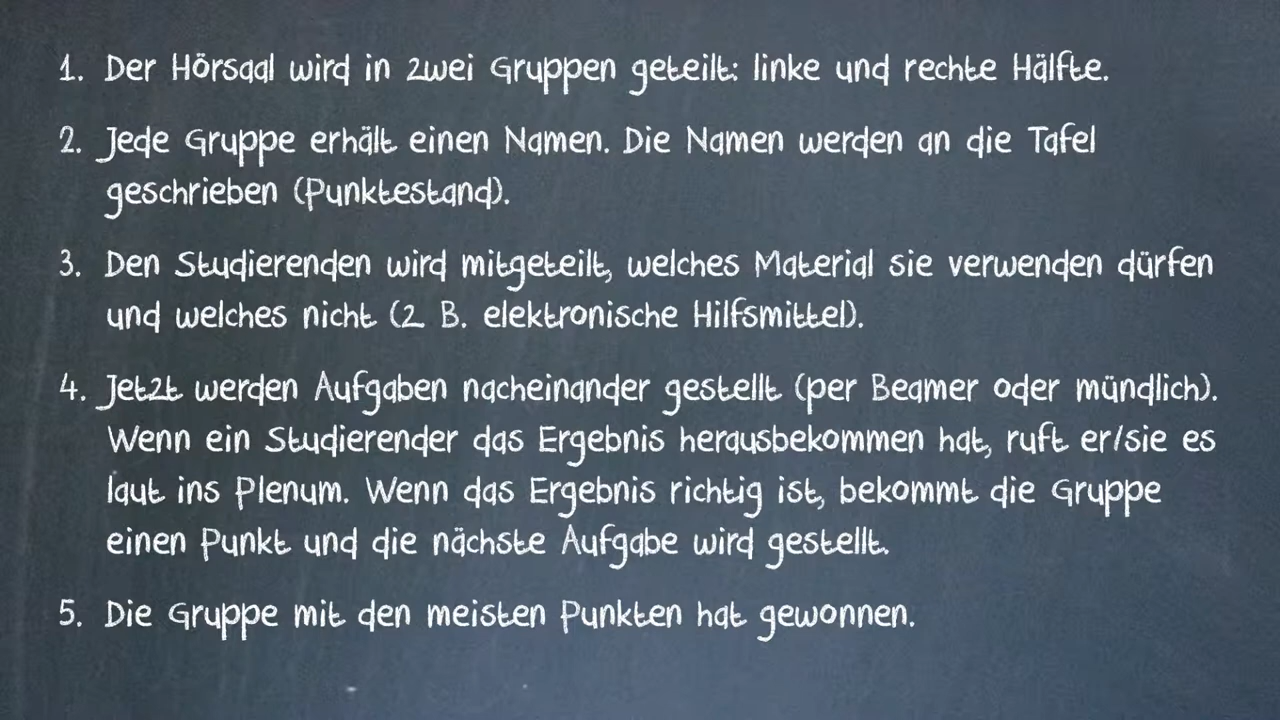 1. Der Hörsaal wird in zwei Gruppen geteilt: linke und rechte Hälfte.
2. Jede Gruppe erhält einen Namen. Die Namen werden an die Tafel
geschrieben (Punktestand).
3. Den Studierenden wird mitgeteilt, welches Material sie verwenden dürfen
und welches nicht (z. B. elektronische Hilfsmittel).
4. Jetzt werden Aufgaben nacheinander gestellt (per Beamer oder mündlich).
Wenn ein Studierender das Ergebnis herausbekommen hat, ruft er/sie es
laut ins Plenum. Wenn das Ergebnis richtig ist, bekommt die Gruppe
einen Punkt und die nächste Aufgabe wird gestellt.
5. Die Gruppe mit den meisten Punkten hat gewonnen.